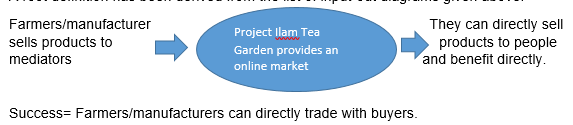 Farmers/manufacturer
sells products to
mediators
Project Ilam Tea
Garden provides an
online market
They can directly sell
products to people
and benefit directly.
Success= Farmers/manufacturers can directly trade with buyers.